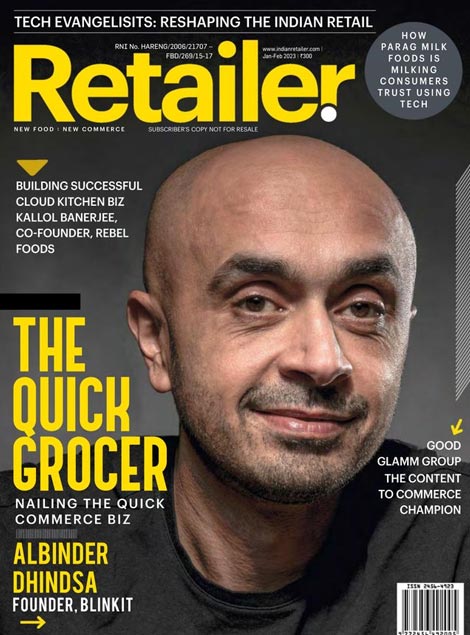 TECH EVANGELISITS: RESHAPING THE INDIAN RETAIL
RNI No. HARENG/2006/21707 –
FBD/269/15-17
www.indianretailer.com |
Jan-Feb 2023 | ₹300
HOW
PARAG MILK
FOODS IS
MILKING
CONSUMERS
TRUST USING
TECH
Retailer.
NEW FOOD | NEW COMMERCE
SUBSCRIBER'S COPY NOT FOR RESALE
BUILDING SUCCESSFUL
CLOUD KITCHEN BIZ
KALLOL BANERJEE,
CO-FOUNDER, REBEL
FOODS
THE
QUICK
GROCER
NAILING THE QUICK
COMMERCE BIZ
ALBINDER
DHINDSA
FOUNDER, BLINKIT
GOOD
GLAMM GROUP
THE CONTENT
TO COMMERCE
CHAMPION
ISSN 2456-4923